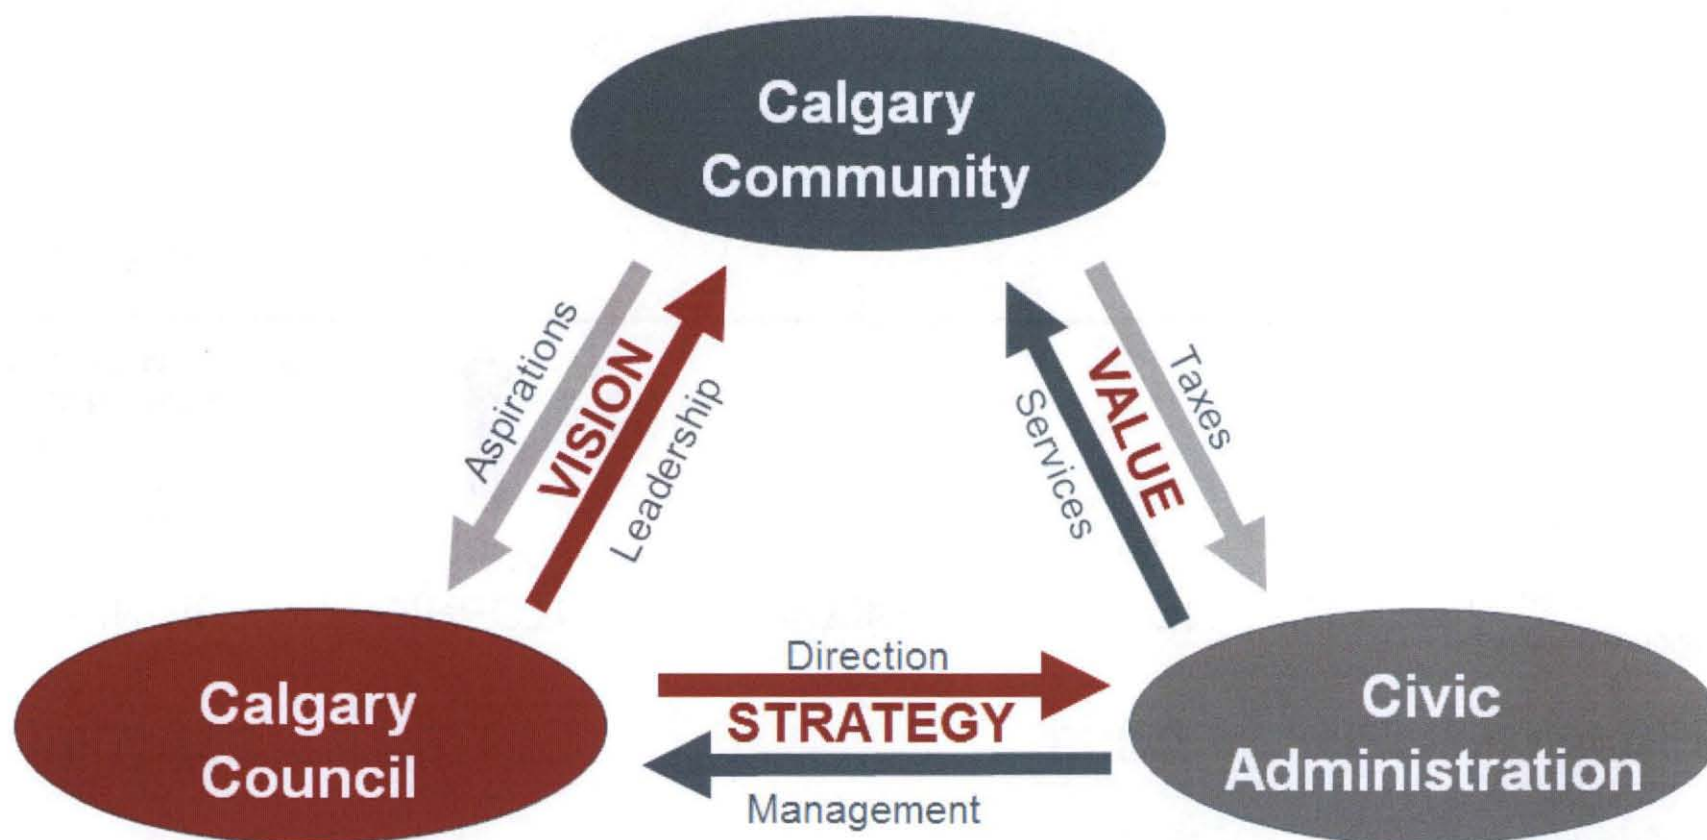 Calgary
Community
Aspirations
VISION
Leadership
Services
VALUE
Taxes
Direction
STRATEGY
Management
Calgary
Council
Civic
Administration